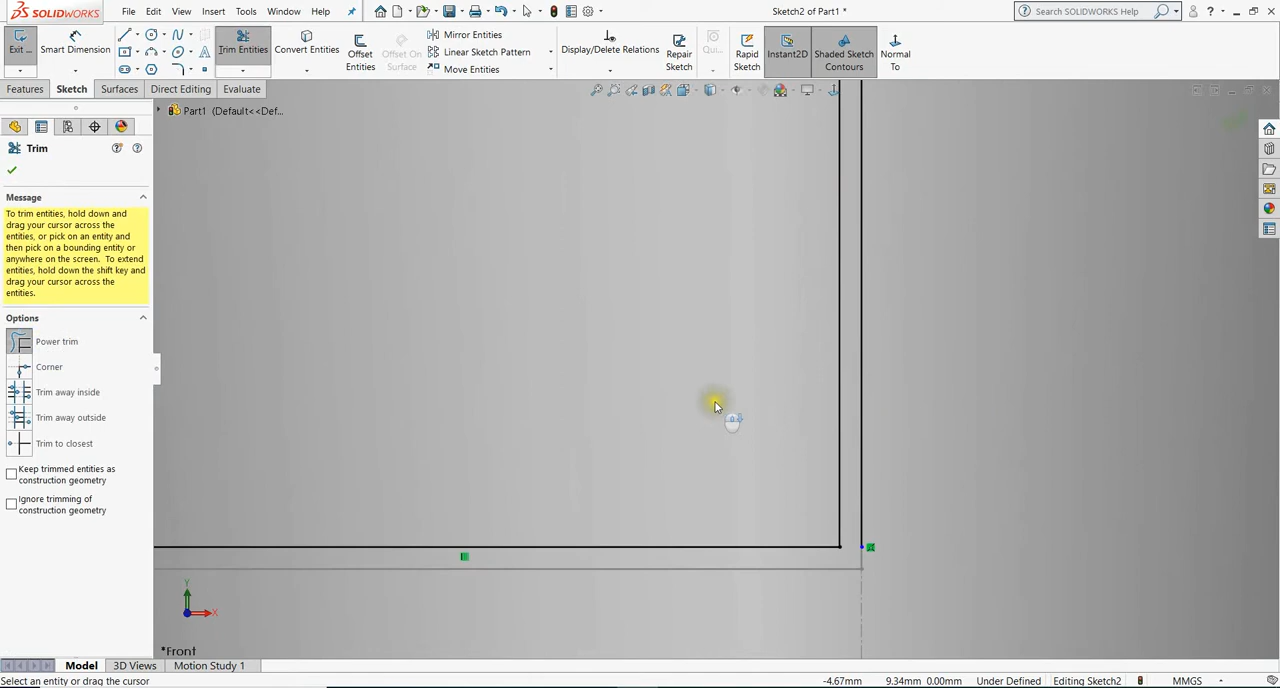 SOLIDWORKS File Edit View Insert Tools Window Help Sketch2 of Part1 * Search SOLIDWORKS Help
Exit ... Smart Dimension Trim Entities Convert Entities Offset Entities Offset On Surface Mirror Entities Linear Sketch Pattern Move Entities Display/Delete Relations Repair Sketch Qui... Rapid Sketch Instant2D Shaded Sketch Contours Normal To
Features Sketch Surfaces Direct Editing Evaluate
Part1 (Default<<Def...
Trim
Message
To trim entities, hold down and
drag your cursor across the
entities, or pick on an entity and
then pick on a bounding entity or
anywhere on the screen. To extend
entities, hold down the shift key and
drag your cursor across the
entities.
Options
Power trim
Corner
Trim away inside
Trim away outside
Trim to closest
Keep trimmed entities as
construction geometry
Ignore trimming of
construction geometry
Y
X
*Front
Model 3D Views Motion Study 1
Select an entity or drag the cursor -4.67mm 9.34mm 0.00mm Under Defined Editing Sketch2 MMGS